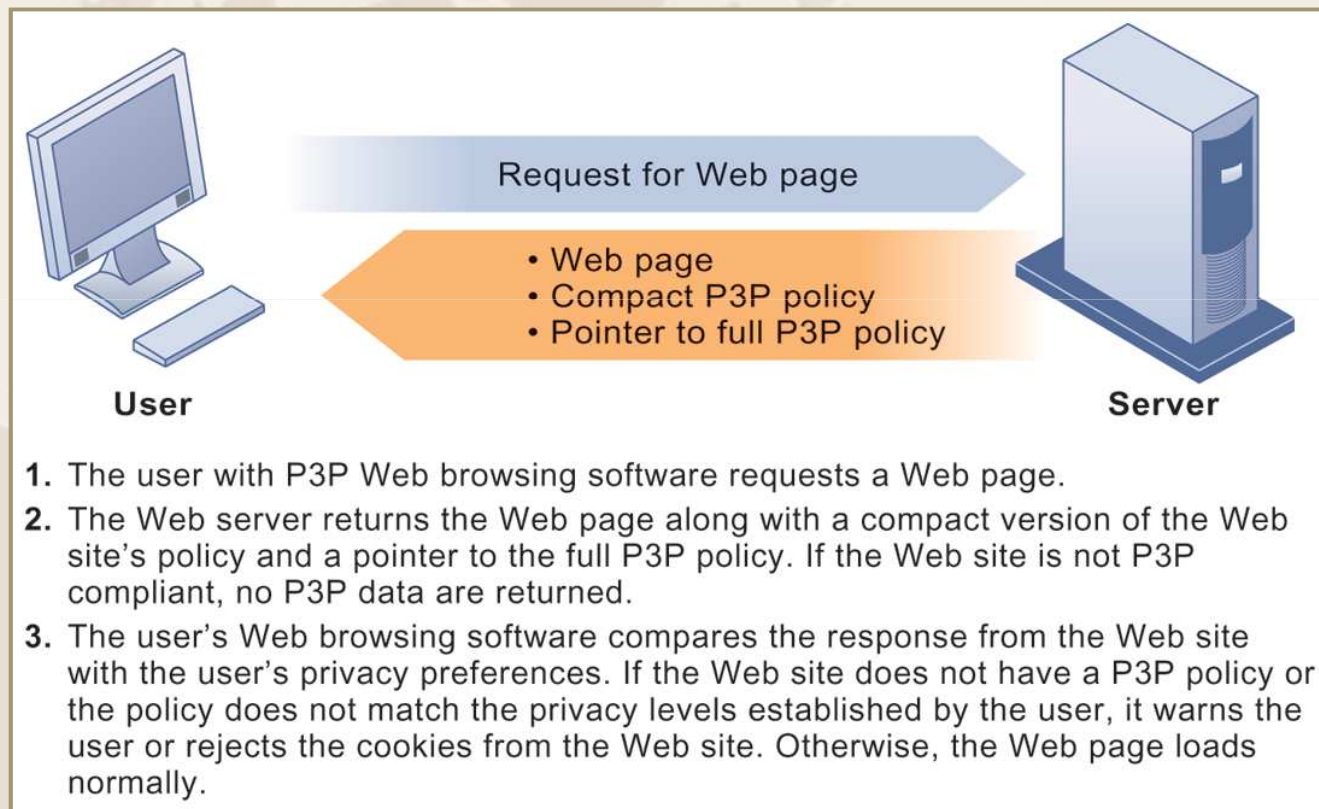 Request for Web page
• Web page
• Compact P3P policy
• Pointer to full P3P policy
User
Server
1. The user with P3P Web browsing software requests a Web page.
2. The Web server returns the Web page along with a compact version of the Web
site’s policy and a pointer to the full P3P policy. If the Web site is not P3P
compliant, no P3P data are returned.
3. The user’s Web browsing software compares the response from the Web site
with the user’s privacy preferences. If the Web site does not have a P3P policy or
the policy does not match the privacy levels established by the user, it warns the
user or rejects the cookies from the Web site. Otherwise, the Web page loads
normally.